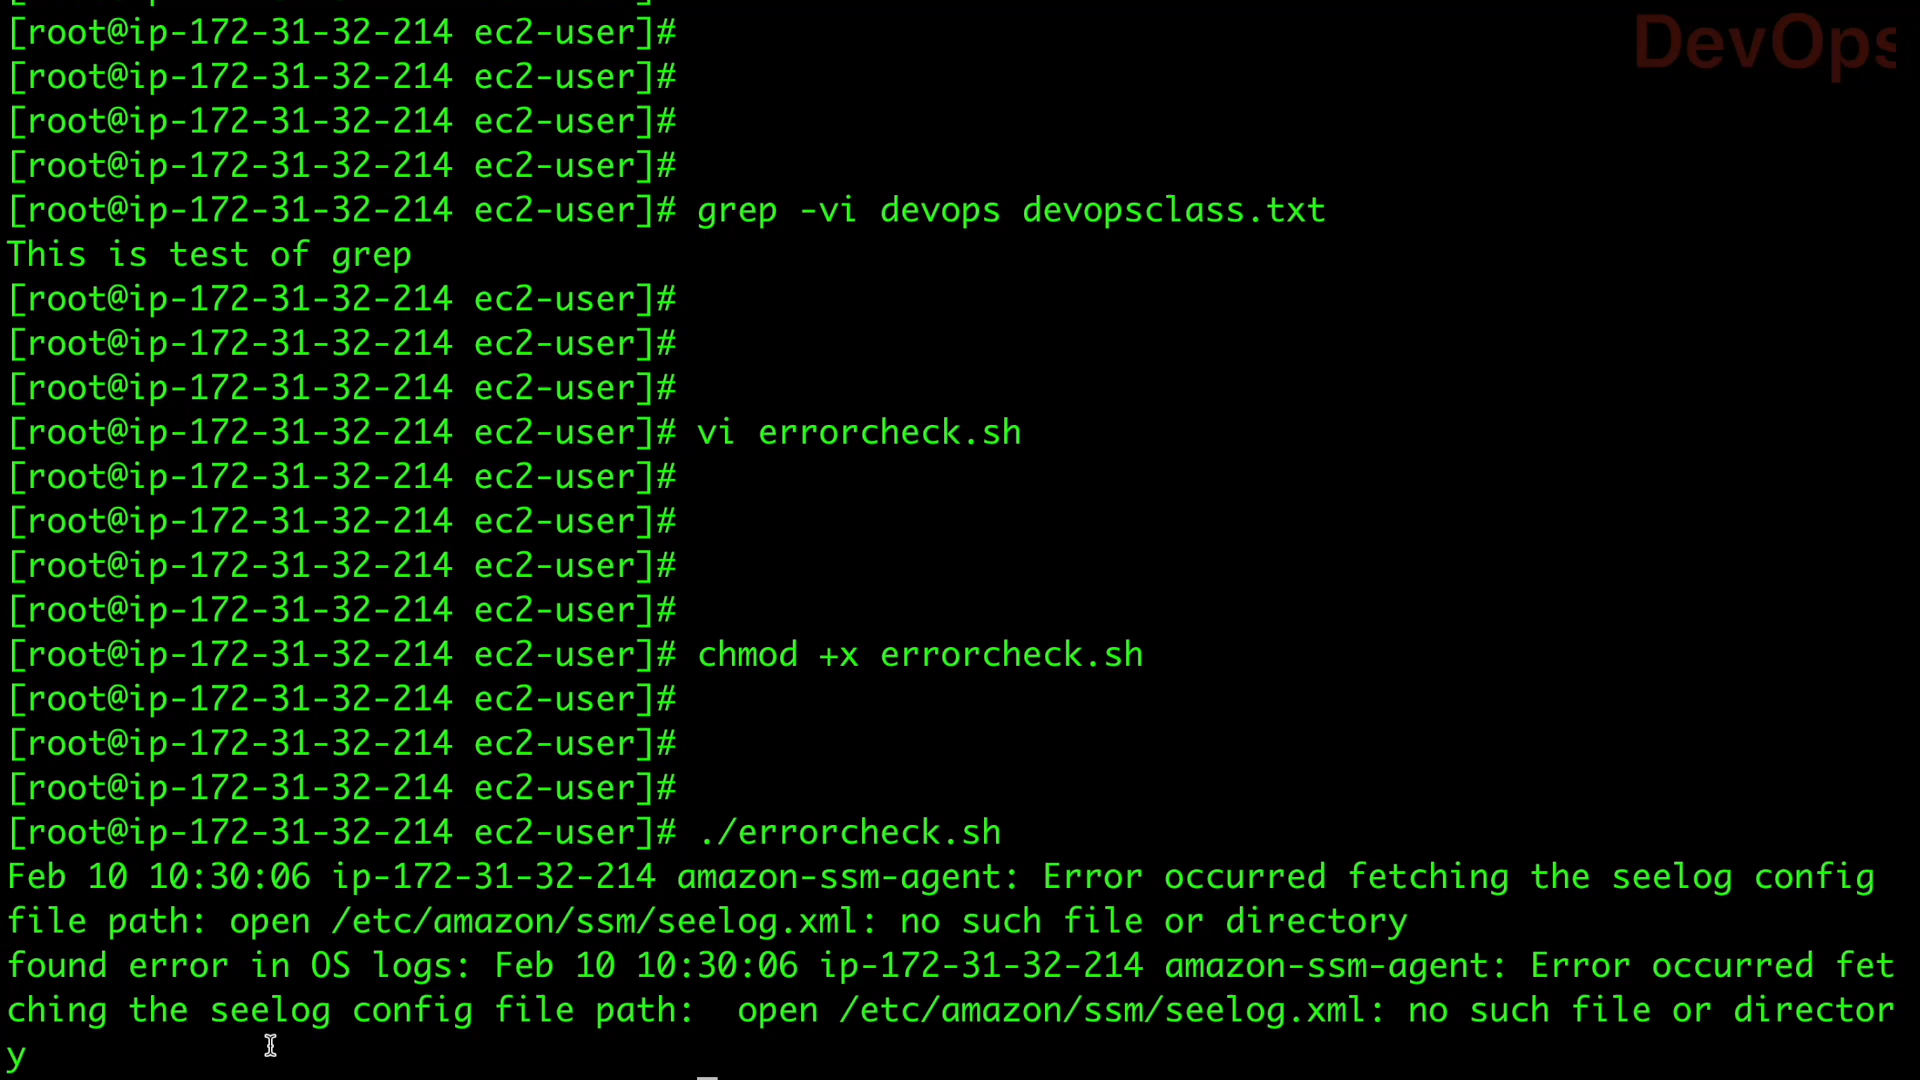 [root@ip-172-31-32-214 ec2-user]#
[root@ip-172-31-32-214 ec2-user]#
[root@ip-172-31-32-214 ec2-user]#
[root@ip-172-31-32-214 ec2-user]#
[root@ip-172-31-32-214 ec2-user]# grep -vi devops devopsclass.txt
This is test of grep
[root@ip-172-31-32-214 ec2-user]#
[root@ip-172-31-32-214 ec2-user]#
[root@ip-172-31-32-214 ec2-user]#
[root@ip-172-31-32-214 ec2-user]# vi errorcheck.sh
[root@ip-172-31-32-214 ec2-user]#
[root@ip-172-31-32-214 ec2-user]#
[root@ip-172-31-32-214 ec2-user]#
[root@ip-172-31-32-214 ec2-user]#
[root@ip-172-31-32-214 ec2-user]# chmod +x errorcheck.sh
[root@ip-172-31-32-214 ec2-user]#
[root@ip-172-31-32-214 ec2-user]#
[root@ip-172-31-32-214 ec2-user]#
[root@ip-172-31-32-214 ec2-user]# ./errorcheck.sh
Feb 10 10:30:06 ip-172-31-32-214 amazon-ssm-agent: Error occurred fetching the seelog config
file path: open /etc/amazon/ssm/seelog.xml: no such file or directory
found error in OS logs: Feb 10 10:30:06 ip-172-31-32-214 amazon-ssm-agent: Error occurred fet
ching the seelog config file path:  open /etc/amazon/ssm/seelog.xml: no such file or director
y
DevOps